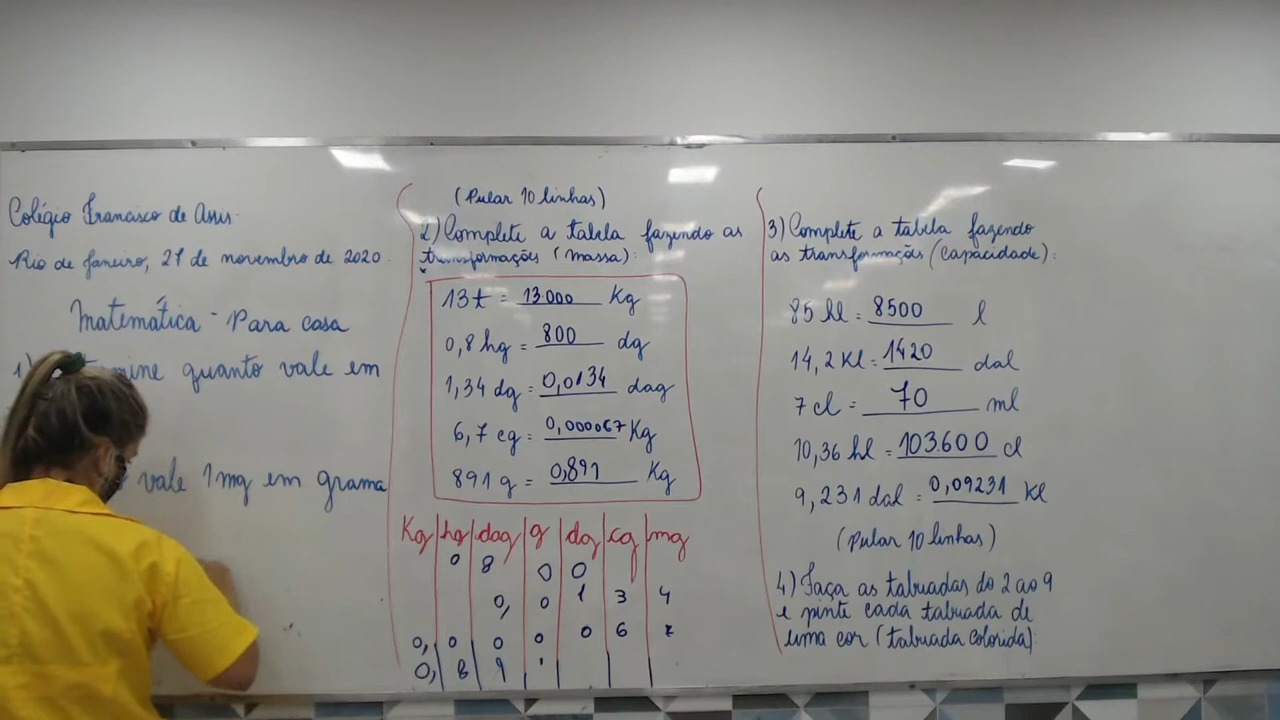 Colégio Francisco de Assis
Rio de Janeiro, 27 de novembro de 2020.
Matemática - Para casa
1) mine quanto vale em
vale 1mg em grama
(Pular 10 linhas)
2) Complete a tabela fazendo as
transformações (massa):
13t = 13.000 Kg
0,8 hg = 800 dg
1,34 dg = 0,0134 dag
6,7 cg = 0,000067 Kg
891 g = 0,891 Kg
Kg hg dag g dg cg mg
0 8 0 0
0, 0 1 3 4
0, 0 0 0 0 6 7
0, 8 9 1
3) Complete a tabela fazendo
as transformações (capacidade):
85 hl = 8500 l
14,2 Kl = 1420 dal
7 cl = 70 ml
10,36 hl = 103.600 cl
9,231 dal = 0,09231 Kl
(Pular 10 linhas)
4) Faça as tabuadas do 2 ao 9
e pinte cada tabuada de
uma cor (tabuada colorida).